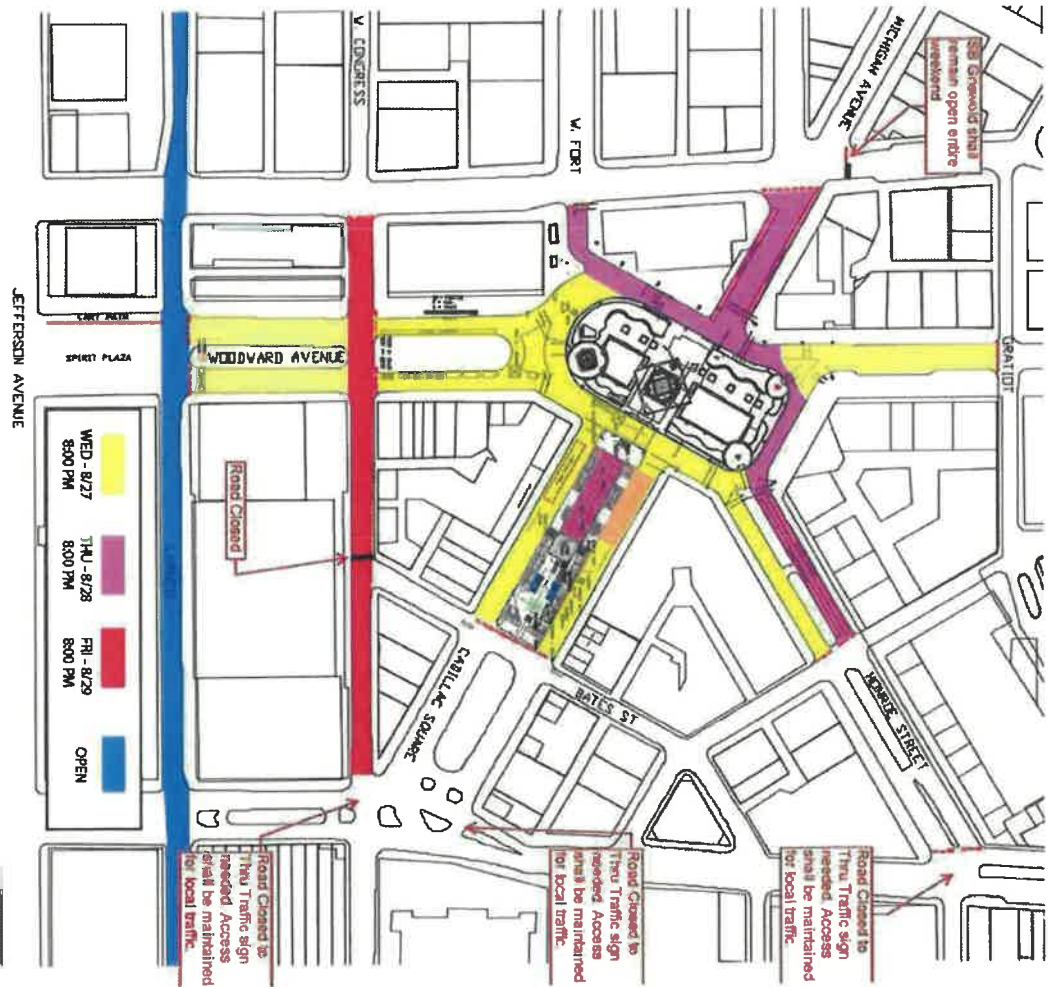 SB Griswold shall
remain open entire
weekend
MICHIGAN AVENUE
W. CONGRESS
W. FORT
GRATIOT
JEFFERSON AVENUE
CART PATH
SPIRIT PLAZA
WOODWARD AVENUE
Road Closed
CADILLAC SQUARE
BATES ST
MONROE STREET
WED - 8/27
8:00 PM
THU - 8/28
8:00 PM
FRI - 8/29
8:00 PM
OPEN
Road Closed to
Thru Traffic sign
needed. Access
shall be maintained
for local traffic.
Road Closed to
Thru Traffic sign
needed. Access
shall be maintained
for local traffic.
Road Closed to
Thru Traffic sign
needed. Access
shall be maintained
for local traffic.